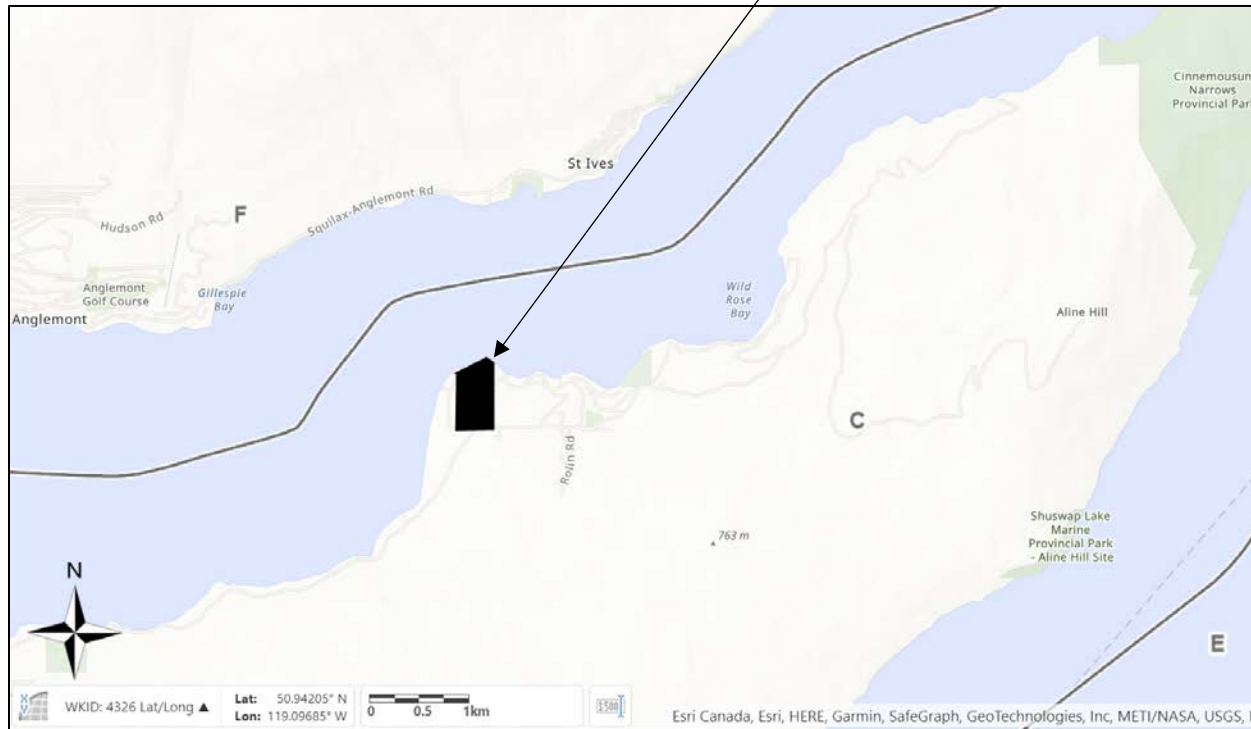 Cinnemousun
Narrows
Provincial Park
St Ives
Squilax-Anglemont Rd
Hudson Rd
F
Anglemont
Golf Course
Gillespie
Bay
Anglemont
Wild
Rose
Bay
Aline Hill
C
Rolin Rd
763 m
Shuswap Lake
Marine
Provincial Park
- Aline Hill Site
N
E
WKID: 4326 Lat/Long ▲
Lat: 50.94205° N
Lon: 119.09685° W
0 0.5 1km
Esri Canada, Esri, HERE, Garmin, SafeGraph, GeoTechnologies, Inc, METI/NASA, USGS,